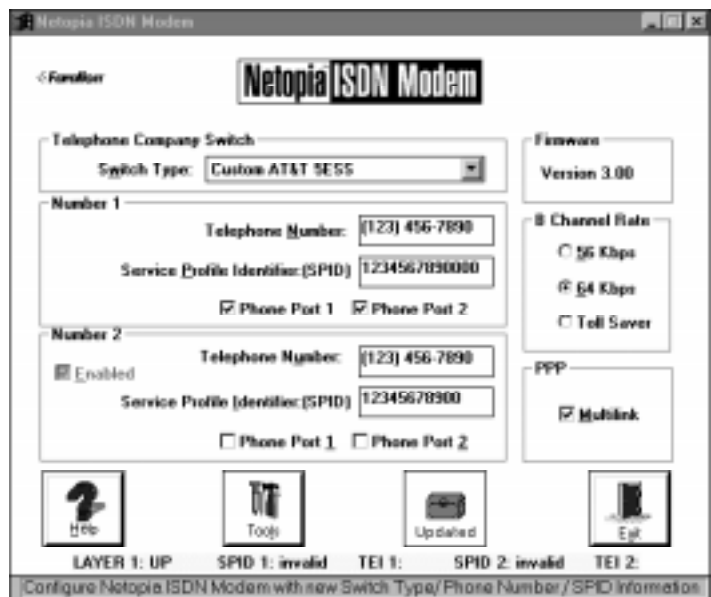 Netopia ISDN Modem
Farallon
Netopia ISDN Modem
Telephone Company Switch
Switch Type: Custom AT&T 5ESS
Firmware
Version 3.00
Number 1
Telephone Number: (123) 456-7890
Service Profile Identifier:(SPID) 1234567890000
Phone Port 1 Phone Port 2
B Channel Rate
56 Kbps
64 Kbps
Toll Saver
Number 2
Enabled
Telephone Number: (123) 456-7890
Service Profile Identifier:(SPID) 12345678900
Phone Port 1 Phone Port 2
PPP
Multilink
Help
Tools
Updated
Exit
LAYER 1: UP SPID 1: invalid TEI 1: SPID 2: invalid TEI 2:
Configure Netopia ISDN Modem with new Switch Type/Phone Number/SPID Information